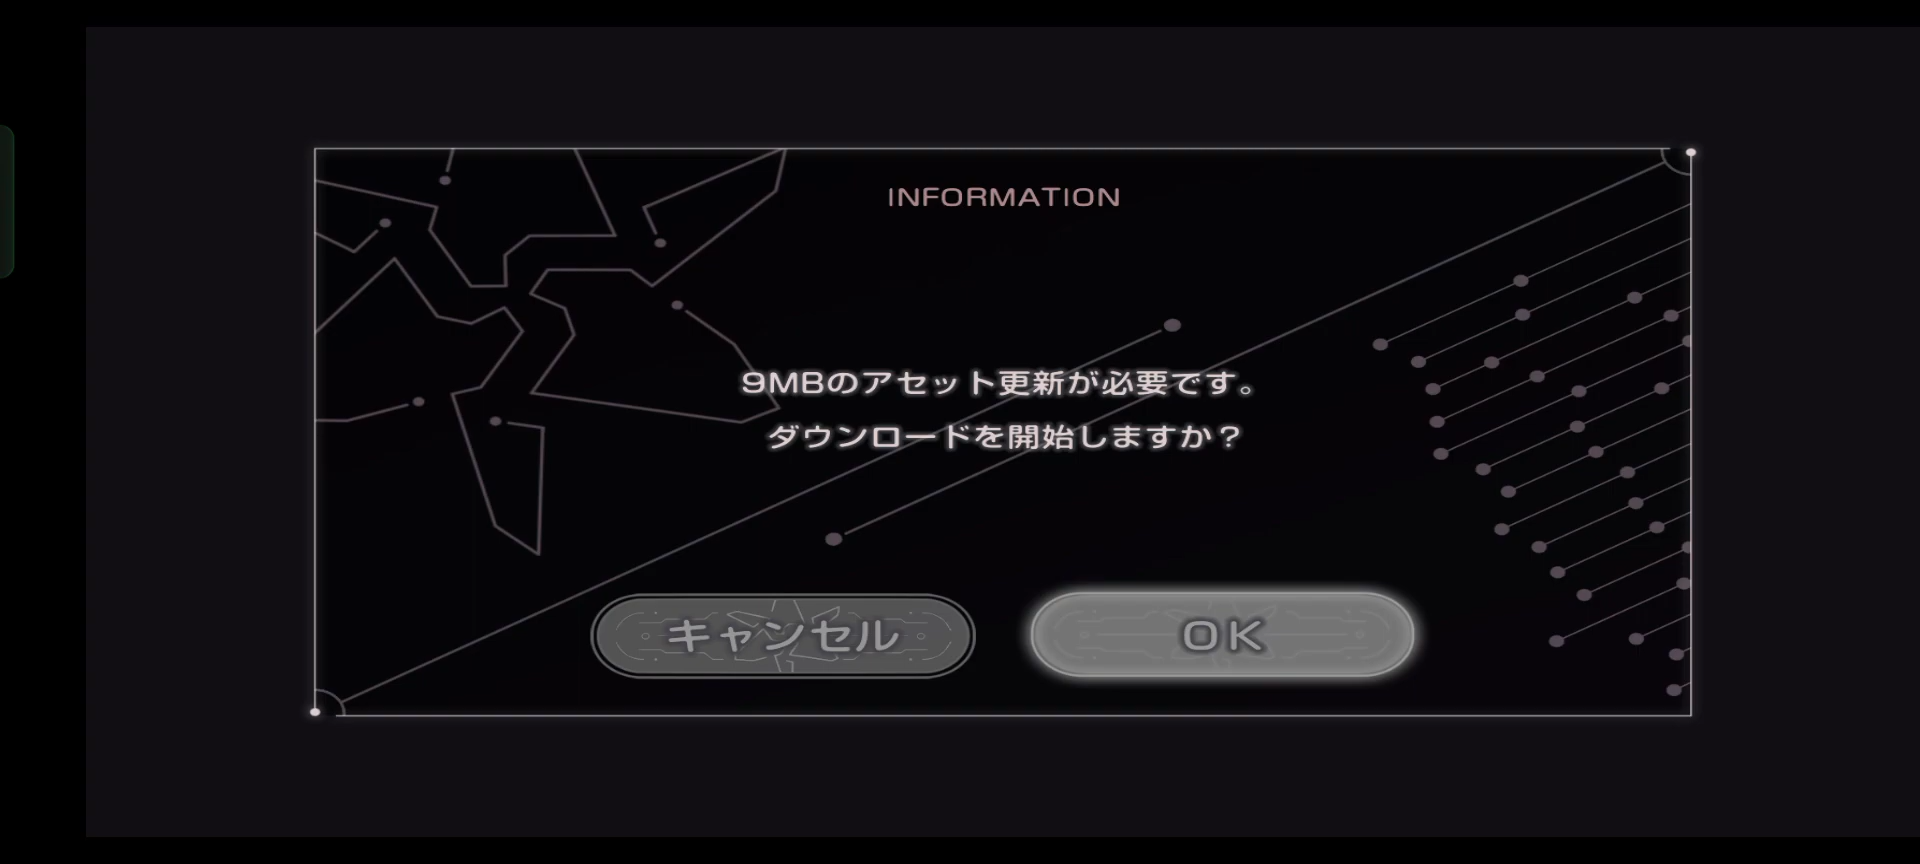 INFORMATION
9MBのアセット更新が必要です。
ダウンロードを開始しますか？
キャンセル
OK